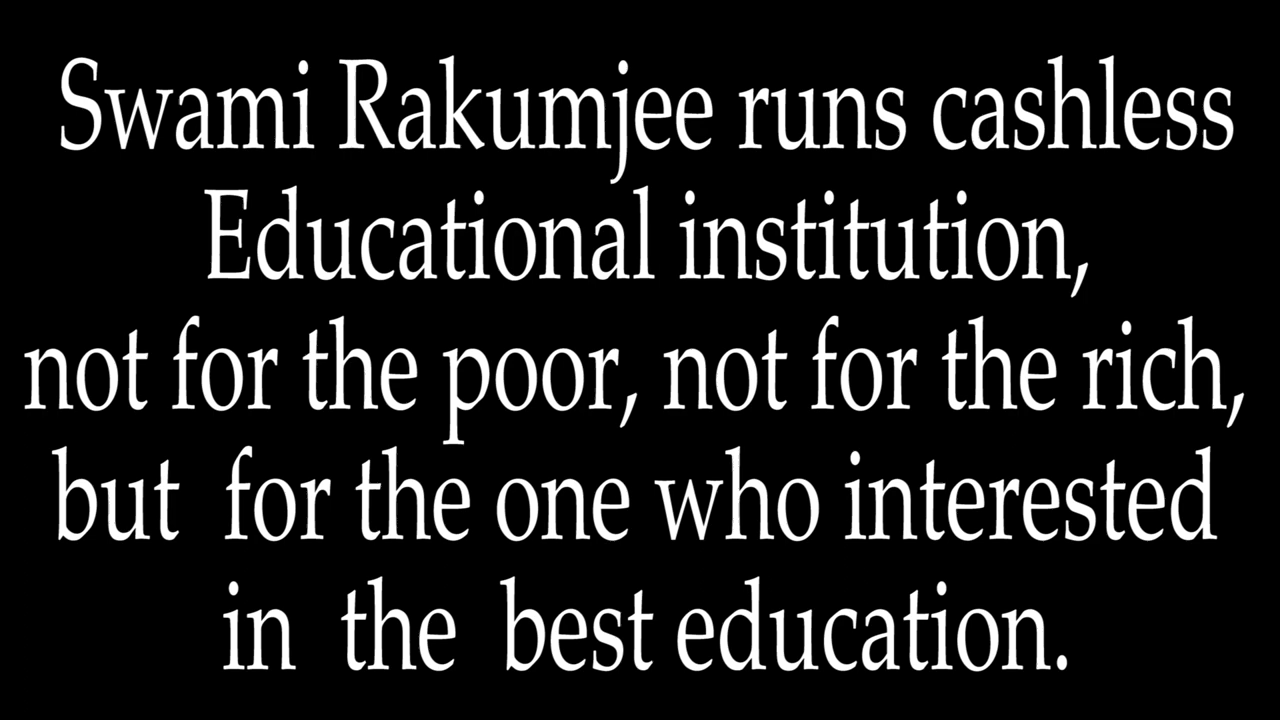 Swami Rakumjee runs cashless
Educational institution,
not for the poor, not for the rich,
but for the one who interested
in the best education.